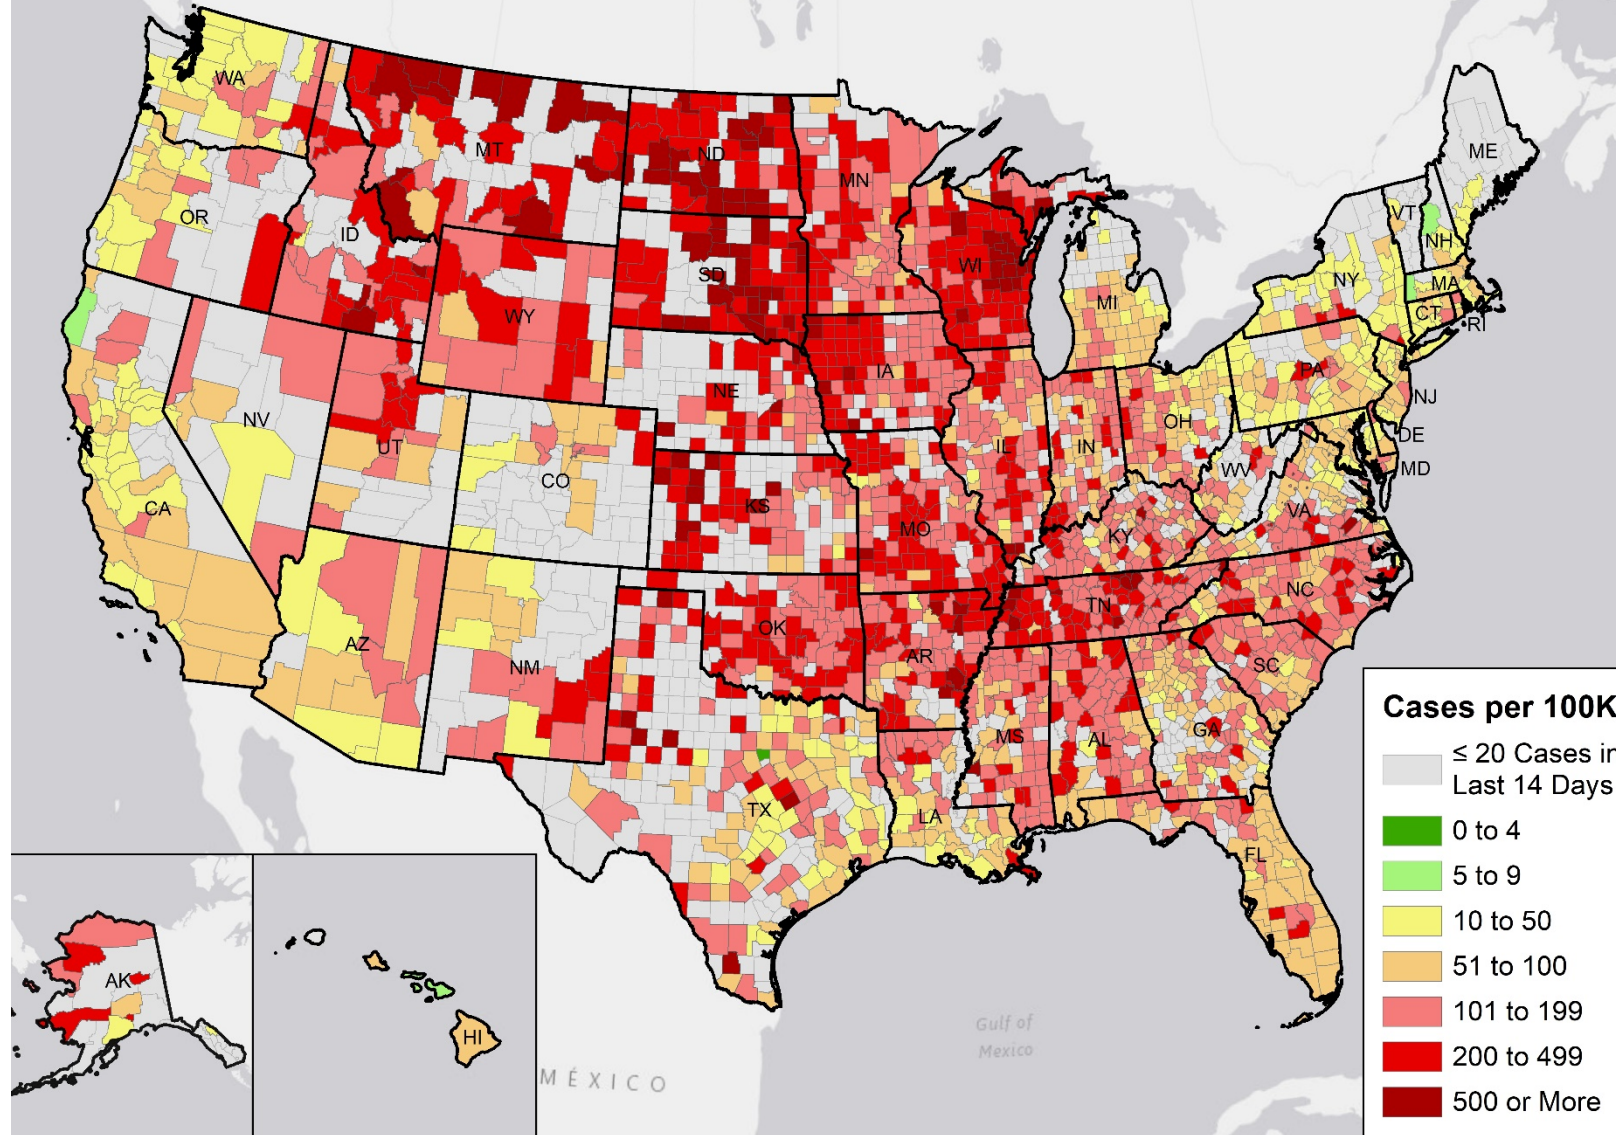 WA
MT
ND
MN
ME
OR
ID
SD
WI
VT
NH
NY
MA
CT
RI
WY
MI
NE
IA
PA
NJ
NV
UT
CO
IL
IN
OH
DE
MD
WV
CA
KS
MO
KY
VA
AZ
NM
OK
TN
NC
AR
SC
MS
AL
GA
TX
LA
FL
AK
HI
Gulf of
Mexico
MÉXICO
Cases per 100K
≤ 20 Cases in
Last 14 Days
0 to 4
5 to 9
10 to 50
51 to 100
101 to 199
200 to 499
500 or More